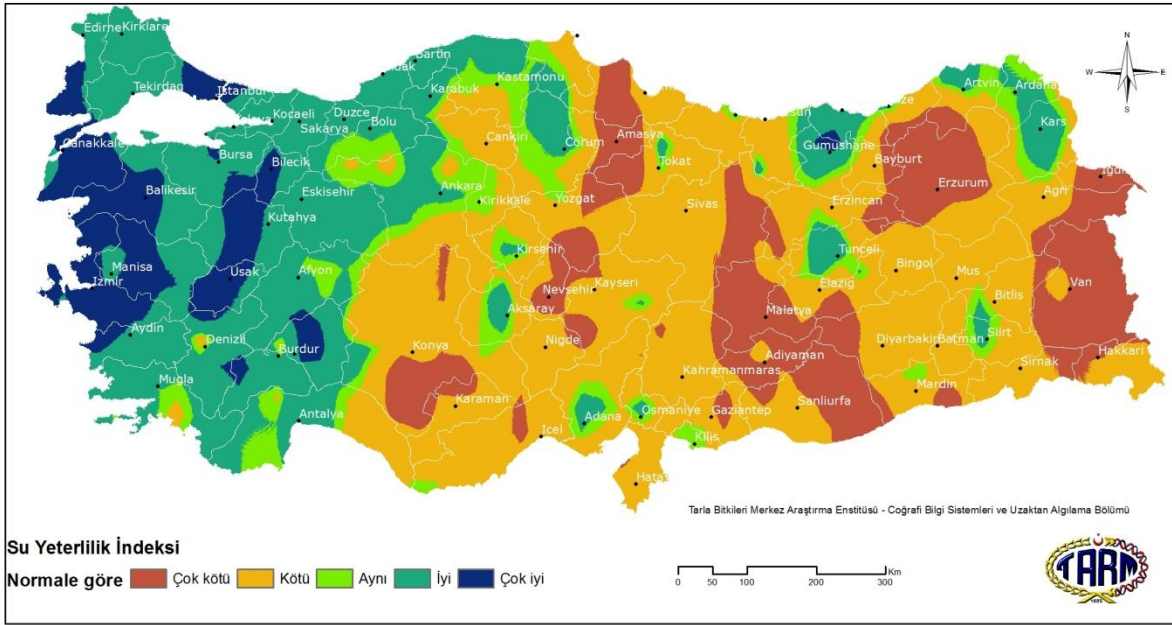 N
W E
S
Edirne Kirklare
Tekirdag
Istanbul
Kocaeli
Sakarya
Duzce
Bolu
Bartin
Karabuk
Kastamonu
Cankiri
Corum
Amasya
Tokat
Gumushane
Bayburt
Artvin
Ardaha
Kars
Erzurum
Igdir
Agri
Canakkale
Balikesir
Bursa
Bilecik
Eskisehir
Kutahya
Ankara
Kirikkale
Yozgat
Sivas
Erzincan
Tunceli
Bingol
Mus
Van
Bitlis
Manisa
Izmir
Usak
Afyon
Kirsehir
Nevsehir
Kayseri
Aksaray
Malatya
Elazig
Diyarbakir
Batman
Siirt
Hakkari
Sirnak
Aydin
Denizli
Burdur
Konya
Nigde
Kahramanmaras
Adiyaman
Mardin
Mugla
Antalya
Karaman
Icel
Adana
Osmaniye
Gaziantep
Sanliurfa
Kilis
Hatay
Tarla Bitkileri Merkez Araştırma Enstitüsü - Coğrafi Bilgi Sistemleri ve Uzaktan Algılama Bölümü
Su Yeterlilik İndeksi
Normale göre Çok kötü Kötü Aynı İyi Çok iyi
0 50 100 200 300 Km
TARM